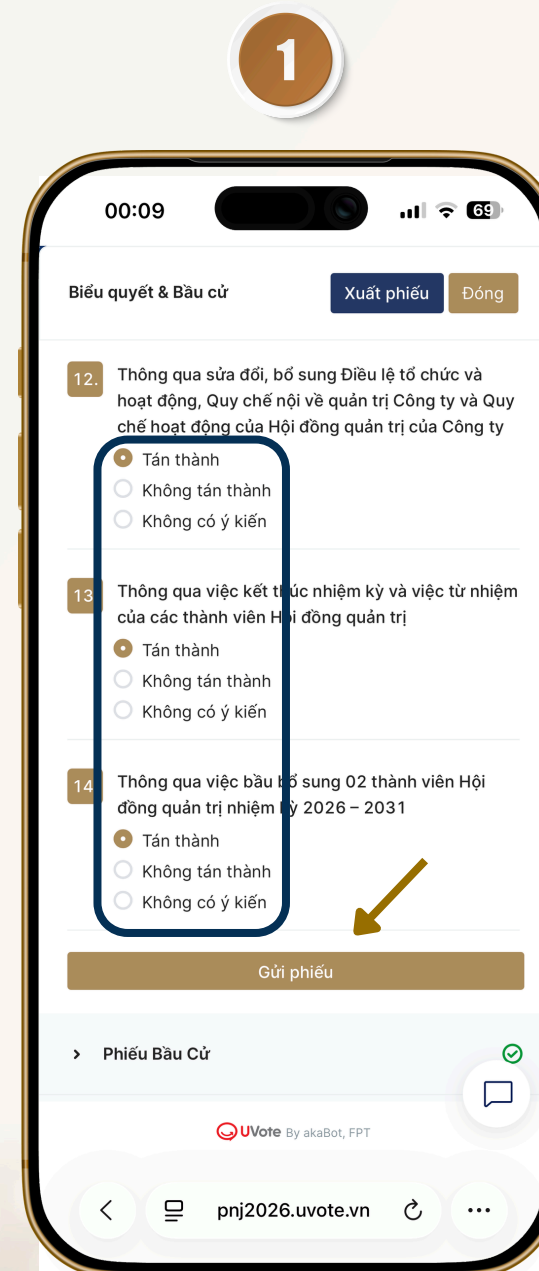 1
00:09
69
Biểu quyết & Bầu cử
Xuất phiếu
Đóng
12. Thông qua sửa đổi, bổ sung Điều lệ tổ chức và
hoạt động, Quy chế nội về quản trị Công ty và Quy
chế hoạt động của Hội đồng quản trị của Công ty
Tán thành
Không tán thành
Không có ý kiến
13 Thông qua việc kết thúc nhiệm kỳ và việc từ nhiệm
của các thành viên Hội đồng quản trị
Tán thành
Không tán thành
Không có ý kiến
14 Thông qua việc bầu bổ sung 02 thành viên Hội
đồng quản trị nhiệm kỳ 2026 – 2031
Tán thành
Không tán thành
Không có ý kiến
Gửi phiếu
Phiếu Bầu Cử
UVote By akaBot, FPT
pnj2026.uvote.vn